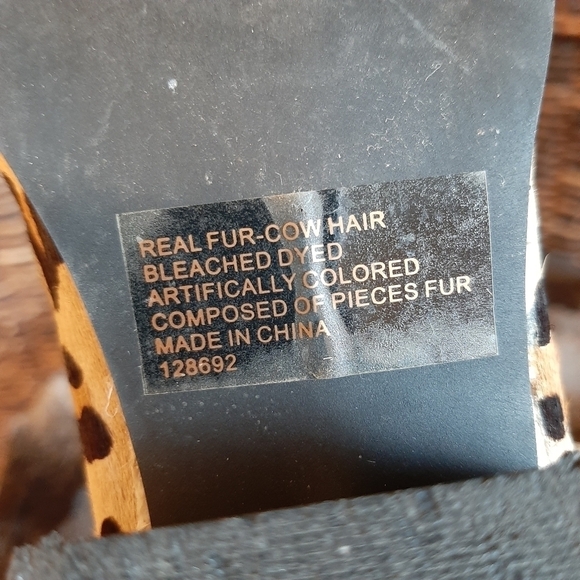 REAL FUR-COW HAIR
BLEACHED DYED
ARTIFICALLY COLORED
COMPOSED OF PIECES FUR
MADE IN CHINA
128692